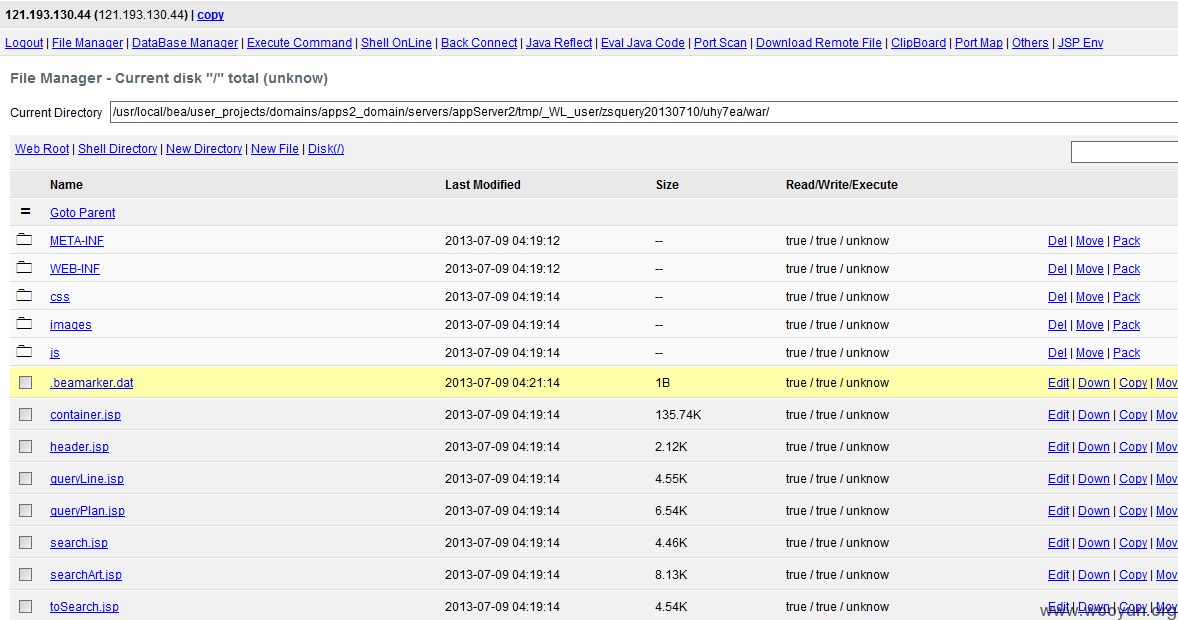 121.193.130.44 (121.193.130.44) | copy
Logout | File Manager | DataBase Manager | Execute Command | Shell OnLine | Back Connect | Java Reflect | Eval Java Code | Port Scan | Download Remote File | ClipBoard | Port Map | Others | JSP Env
File Manager - Current disk "/" total (unknow)
Current Directory /usr/local/bea/user_projects/domains/apps2_domain/servers/appServer2/tmp/_WL_user/zsquery20130710/uhy7ea/war/
Web Root | Shell Directory | New Directory | New File | Disk(/)
Name Last Modified Size Read/Write/Execute
= Goto Parent
META-INF 2013-07-09 04:19:12 -- true / true / unknow Del | Move | Pack
WEB-INF 2013-07-09 04:19:12 -- true / true / unknow Del | Move | Pack
css 2013-07-09 04:19:14 -- true / true / unknow Del | Move | Pack
images 2013-07-09 04:19:14 -- true / true / unknow Del | Move | Pack
js 2013-07-09 04:19:14 -- true / true / unknow Del | Move | Pack
.beamarker.dat 2013-07-09 04:21:14 1B true / true / unknow Edit | Down | Copy | Mov
container.jsp 2013-07-09 04:19:14 135.74K true / true / unknow Edit | Down | Copy | Mov
header.jsp 2013-07-09 04:19:14 2.12K true / true / unknow Edit | Down | Copy | Mov
queryLine.jsp 2013-07-09 04:19:14 4.55K true / true / unknow Edit | Down | Copy | Mov
queryPlan.jsp 2013-07-09 04:19:14 6.54K true / true / unknow Edit | Down | Copy | Mov
search.jsp 2013-07-09 04:19:14 4.46K true / true / unknow Edit | Down | Copy | Mov
searchArt.jsp 2013-07-09 04:19:14 8.13K true / true / unknow Edit | Down | Copy | Mov
toSearch.jsp 2013-07-09 04:19:14 4.54K true / true / unknow Edit | Down | Copy | Mov
www.wooyun.org